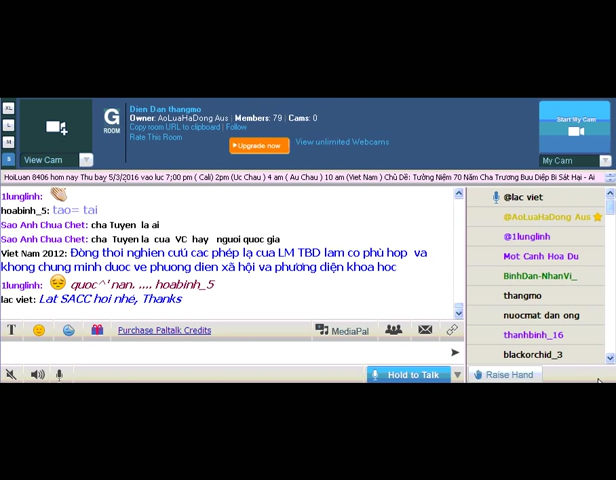 XL
L
M
S
View Cam
G
ROOM
Dien Dan thangmo
Owner: AoLuaHaDong Aus | Members: 79 | Cams: 0
Copy room URL to clipboard | Follow
Rate This Room
Upgrade now
View unlimited Webcams
Start My Cam
My Cam
HoiLuan 8406 hom nay Thu bay 5/3/2016 vao luc 7;00 pm ( Cali) 2pm (Uc Chau ) 4 am ( Au Chau ) 10 am (Viet Nam ) Chủ Đề: Tường Niệm 70 Năm Cha Trương Buu Diệp Bi Sát Hại - Ai
1lunglinh:
hoabinh_5: tao= tai
Sao Anh Chua Chet: cha Tuyen la ai
Sao Anh Chua Chet: cha Tuyen la cua VC hay nguoi quoc gia
Viet Nam 2012: Đòng thoi nghien cưú cac phép lạ cua LM TBD lam co phù hop va
khong chung minh duoc ve phuong dien xã hội va phương diện khoa hoc
1lunglinh: quoc^' nan, ,,,, hoabinh_5
lac viet: Lat SACC hoi nhé, Thanks
T
Purchase Paltalk Credits
MediaPal
Hold to Talk
@lac viet
@AoLuaHaDong Aus
@1lunglinh
Mot Canh Hoa Du
BinhDan-NhanVi_
thangmo
nuocmat dan ong
thanhbinh_16
blackorchid_3
Raise Hand